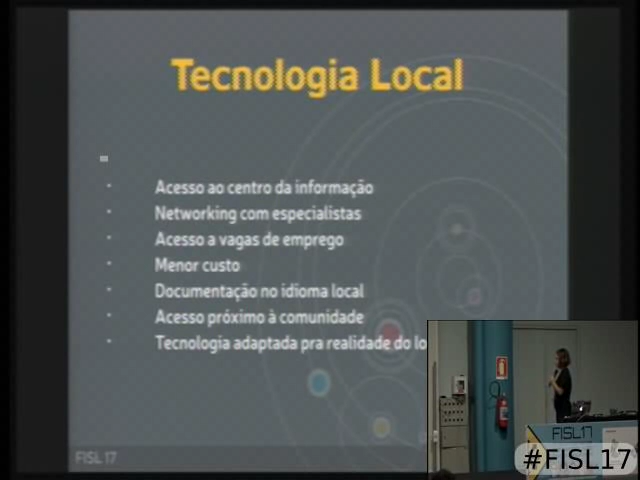 Tecnologia Local
Acesso ao centro da informação
Networking com especialistas
Acesso a vagas de emprego
Menor custo
Documentação no idioma local
Acesso próximo à comunidade
Tecnologia adaptada pra realidade do lo
FISL 17
FISL17
#FISL17